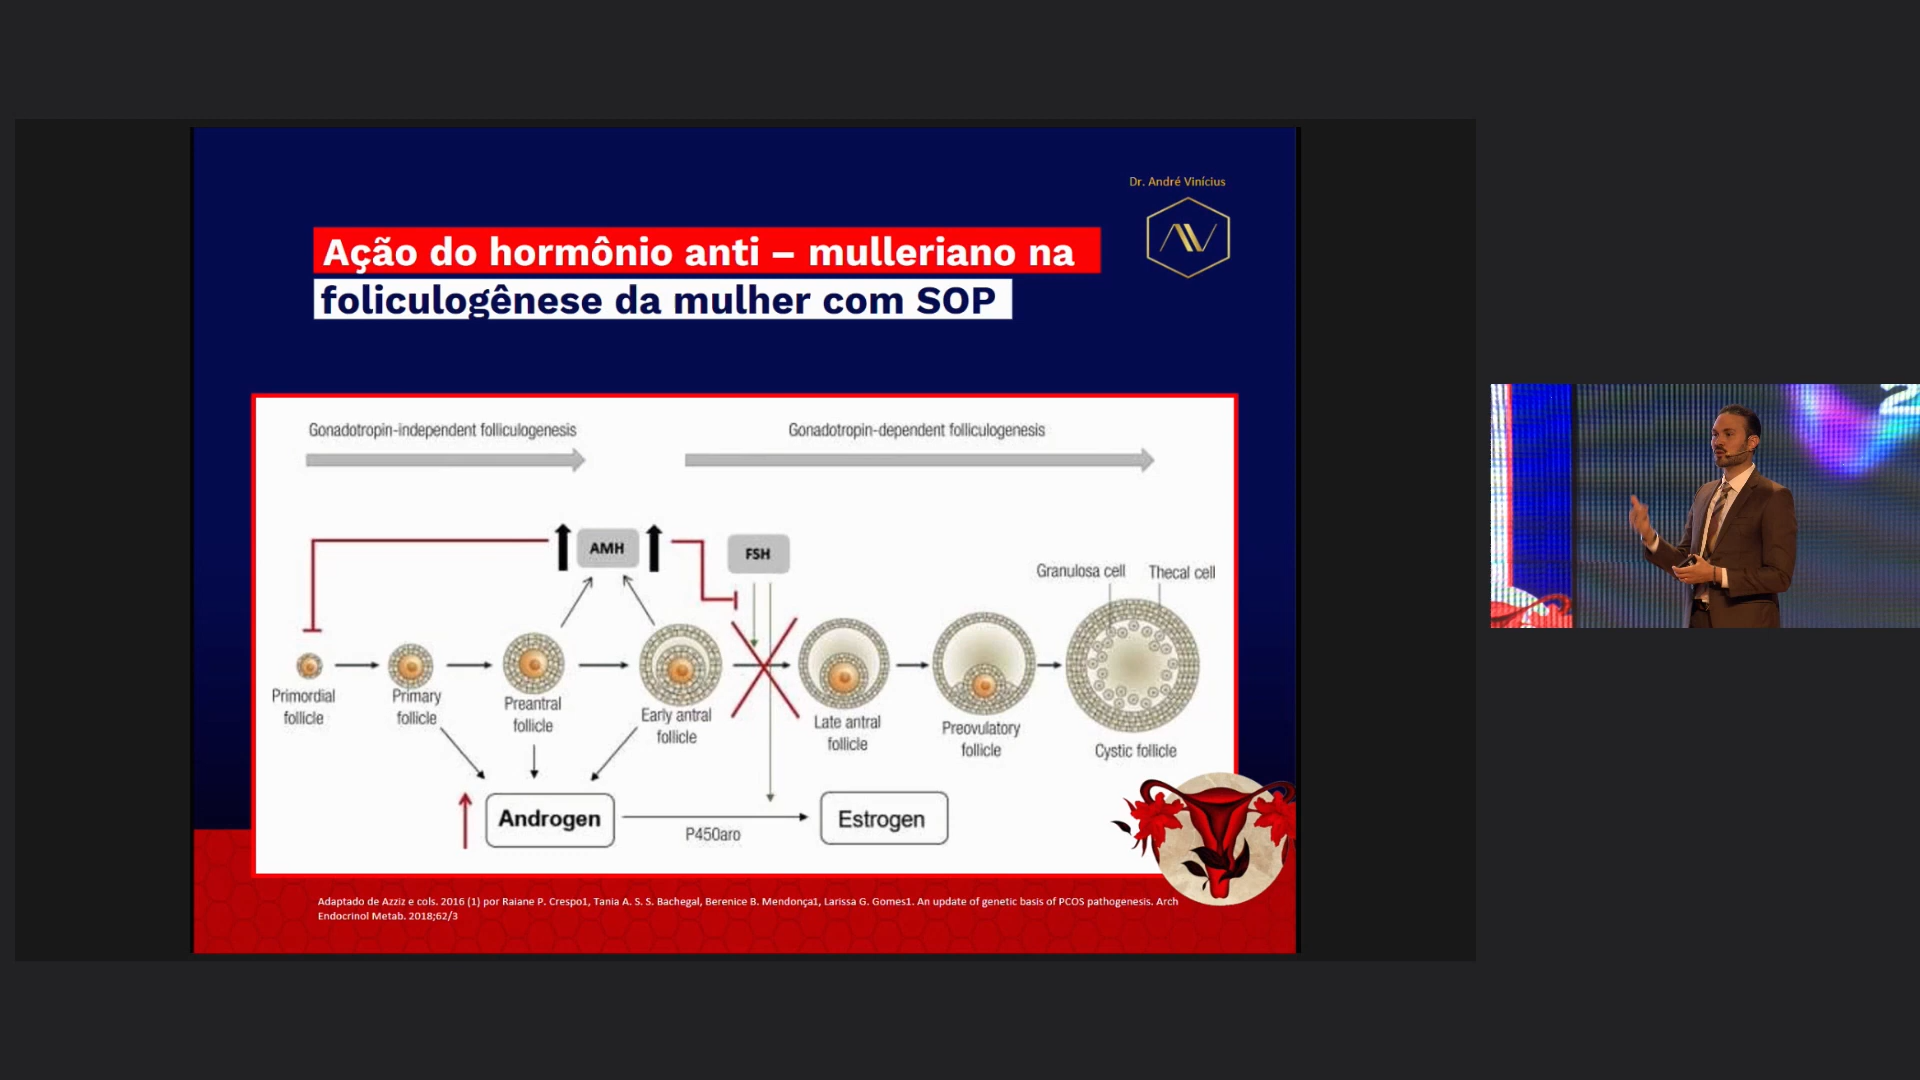 Dr. André Vinícius
Ação do hormônio anti – mulleriano na
foliculogênese da mulher com SOP
Gonadotropin-independent folliculogenesis
Gonadotropin-dependent folliculogenesis
AMH
FSH
Granulosa cell
Thecal cell
Primordial
follicle
Primary
follicle
Preantral
follicle
Early antral
follicle
Late antral
follicle
Preovulatory
follicle
Cystic follicle
Androgen
P450aro
Estrogen
Adaptado de Azziz e cols. 2016 (1) por Raiane P. Crespo1, Tania A. S. S. Bachegal, Berenice B. Mendonça1, Larissa G. Gomes1. An update of genetic basis of PCOS pathogenesis. Arch
Endocrinol Metab. 2018;62/3
2